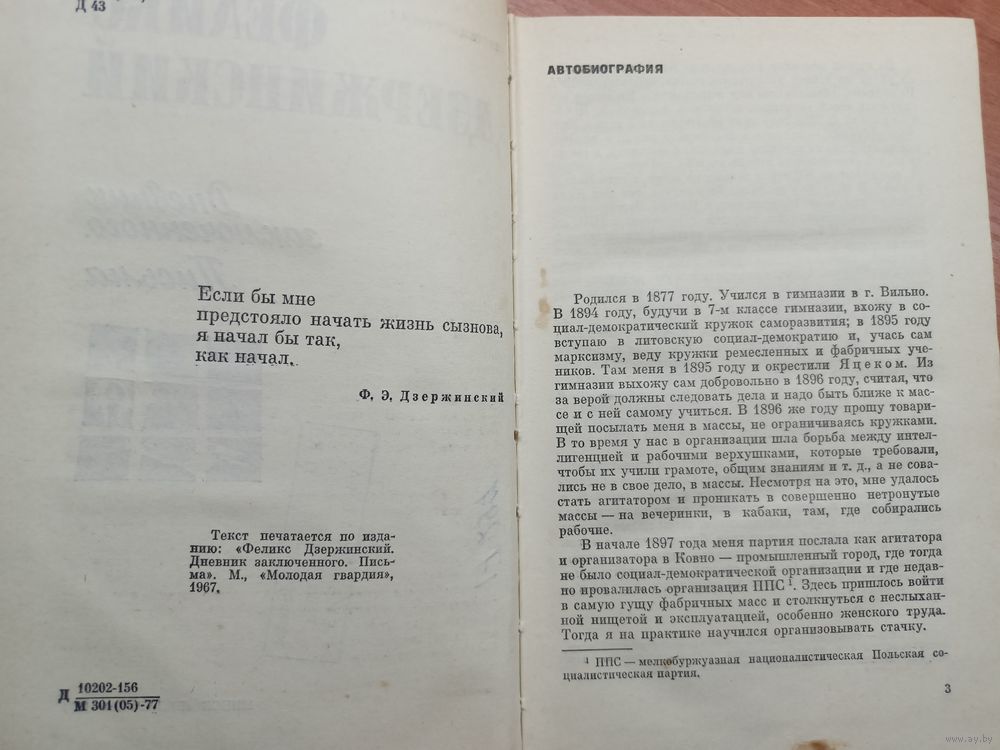 Д 43
Если бы мне
предстояло начать жизнь сызнова,
я начал бы так,
как начал.
Ф. Э. Дзержинский
Текст печатается по изда-
нию: «Феликс Дзержинский.
Дневник заключенного. Пись-
ма». М., «Молодая гвардия»,
1967.
Д 10202-156
М 301(05)-77
АВТОБИОГРАФИЯ
Родился в 1877 году. Учился в гимназии в г. Вильно.
В 1894 году, будучи в 7-м классе гимназии, вхожу в со-
циал-демократический кружок саморазвития; в 1895 году
вступаю в литовскую социал-демократию и, учась сам
марксизму, веду кружки ремесленных и фабричных уче-
ников. Там меня в 1895 году и окрестили Яцеком. Из
гимназии выхожу сам добровольно в 1896 году, считая, что
за верой должны следовать дела и надо быть ближе к мас-
се и с ней самому учиться. В 1896 же году прошу товари-
щей посылать меня в массы, не ограничиваясь кружками.
В то время у нас в организации шла борьба между интел-
лигенцией и рабочими верхушками, которые требовали,
чтобы их учили грамоте, общим знаниям и т. д., а не сова-
лись не в свое дело, в массы. Несмотря на это, мне удалось
стать агитатором и проникать в совершенно нетронутые
массы — на вечеринки, в кабаки, там, где собирались
рабочие.
В начале 1897 года меня партия послала как агитатора
и организатора в Ковно — промышленный город, где тогда
не было социал-демократической организации и где недав-
но провалилась организация ППС¹. Здесь пришлось войти
в самую гущу фабричных масс и столкнуться с неслыхан-
ной нищетой и эксплуатацией, особенно женского труда.
Тогда я на практике научился организовывать стачку.
¹ ППС — мелкобуржуазная националистическая Польская со-
циалистическая партия.
3
www.ay.by